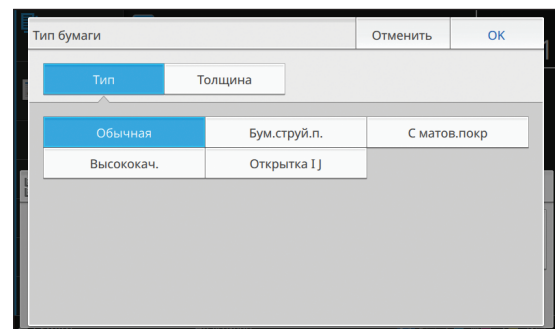 Тип бумаги Отменить OK
Тип Толщина
Обычная Бум.струй.п. С матов.покр
Высококач. Открытка I J